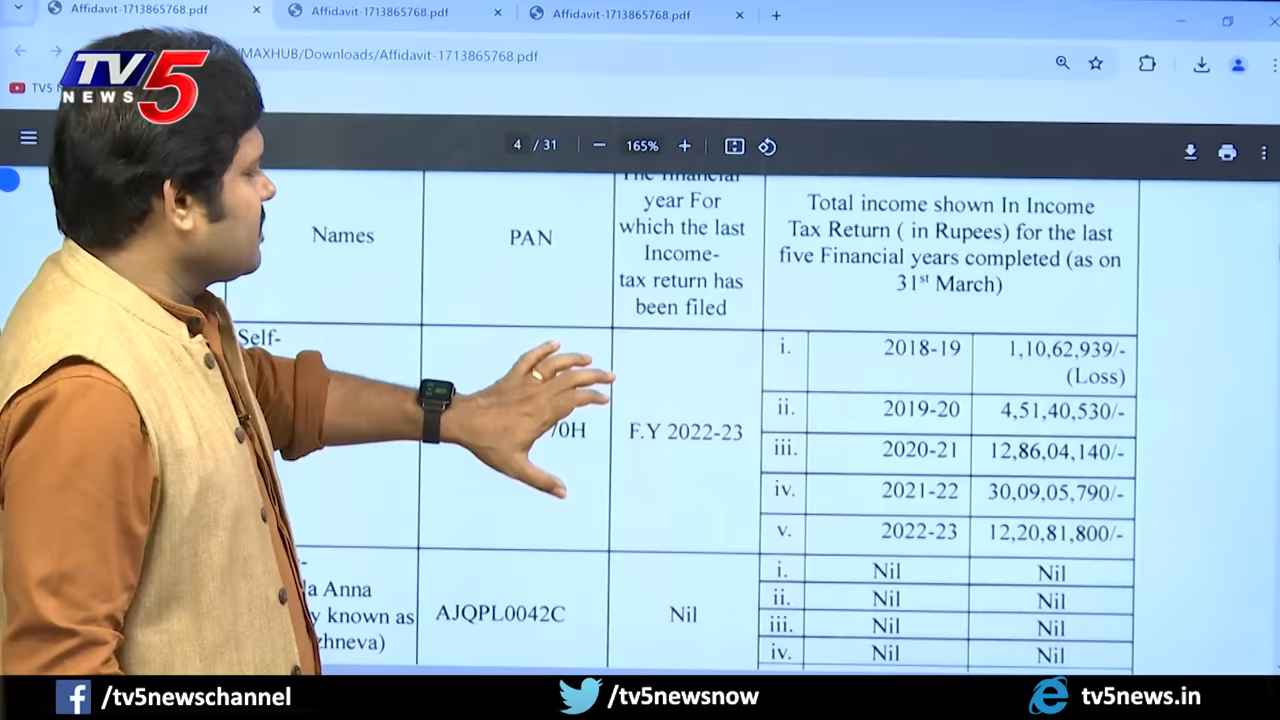 Affidavit-1713865768.pdf
Affidavit-1713865768.pdf
Affidavit-1713865768.pdf
MAXHUB/Downloads/Affidavit-1713865768.pdf
TV5
NEWS
TV5
4 / 31
165%
Names
PAN
The financial
year For
which the last
Income-
tax return has
been filed
Total income shown In Income
Tax Return ( in Rupees) for the last
five Financial years completed (as on
31st March)
Self-
70H
F.Y 2022-23
i. 2018-19 1,10,62,939/-
(Loss)
ii. 2019-20 4,51,40,530/-
iii. 2020-21 12,86,04,140/-
iv. 2021-22 30,09,05,790/-
v. 2022-23 12,20,81,800/-
a Anna
y known as
zhneva)
AJQPL0042C
Nil
i. Nil Nil
ii. Nil Nil
iii. Nil Nil
iv. Nil Nil
/tv5newschannel
/tv5newsnow
tv5news.in